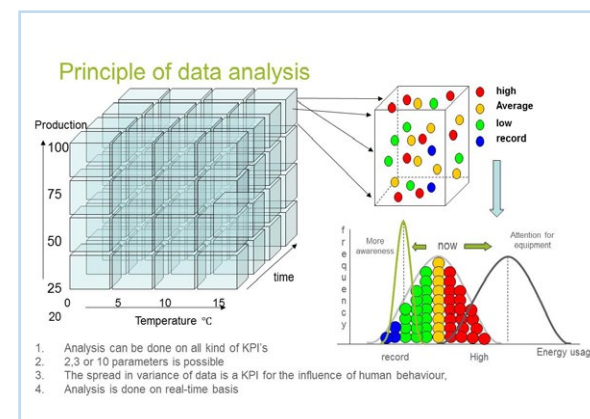 Principle of data analysis
Production
100
75
50
25
0 5 10 15
20
Temperature °C
time
high
Average
low
record
frequency
More awareness
now
Attention for equipment
record
High
Energy usag
1. Analysis can be done on all kind of KPI's
2. 2,3 or 10 parameters is possible
3. The spread in variance of data is a KPI for the influence of human behaviour,
4. Analysis is done on real-time basis